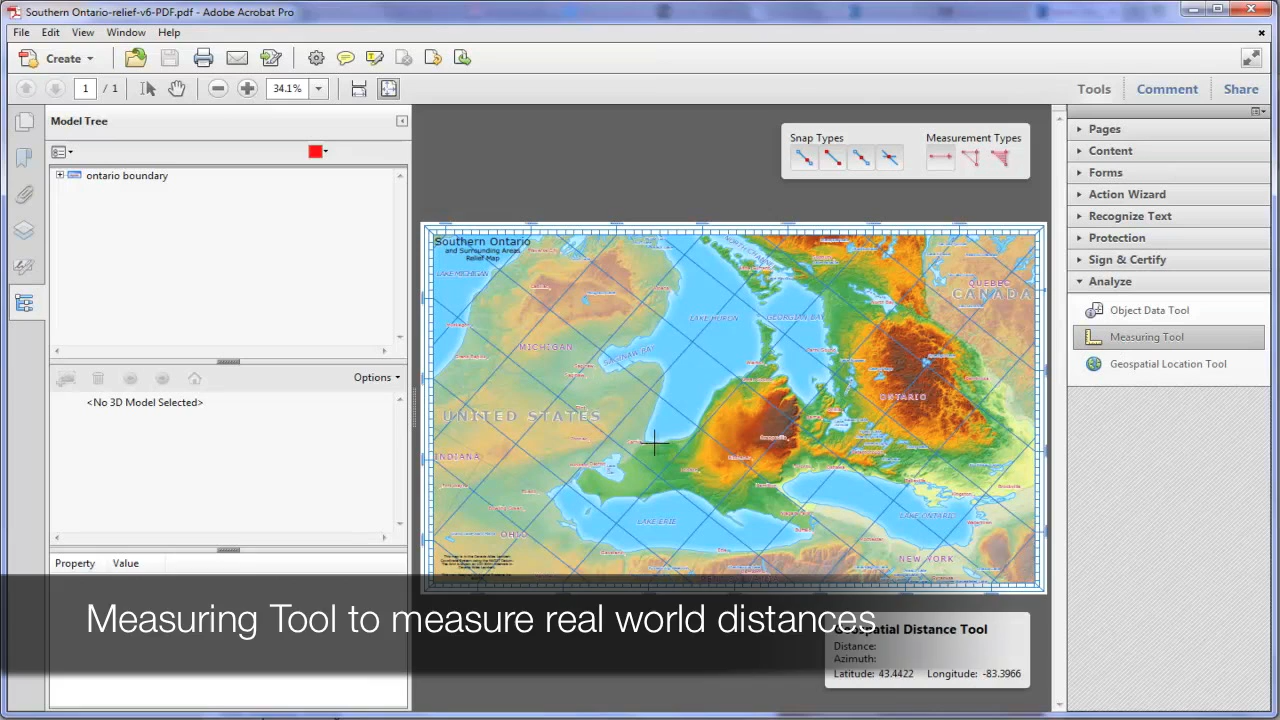 Southern Ontario-relief-v6-PDF.pdf - Adobe Acrobat Pro
File Edit View Window Help
Create
1 / 1 34.1% Tools Comment Share
Model Tree
ontario boundary
Options
<No 3D Model Selected>
Property Value
Snap Types Measurement Types
Southern Ontario
and Surrounding Areas
Relief Map
LAKE MICHIGAN
LAKE HURON
GEORGIAN BAY
QUEBEC
CANADA
MICHIGAN
SAGINAW BAY
ONTARIO
UNITED STATES
INDIANA
LAKE ERIE
LAKE ONTARIO
OHIO
NEW YORK
Pages
Content
Forms
Action Wizard
Recognize Text
Protection
Sign & Certify
Analyze
Object Data Tool
Measuring Tool
Geospatial Location Tool
Measuring Tool to measure real world distances
Geospatial Distance Tool
Distance:
Azimuth:
Latitude: 43.4422 Longitude: -83.3966